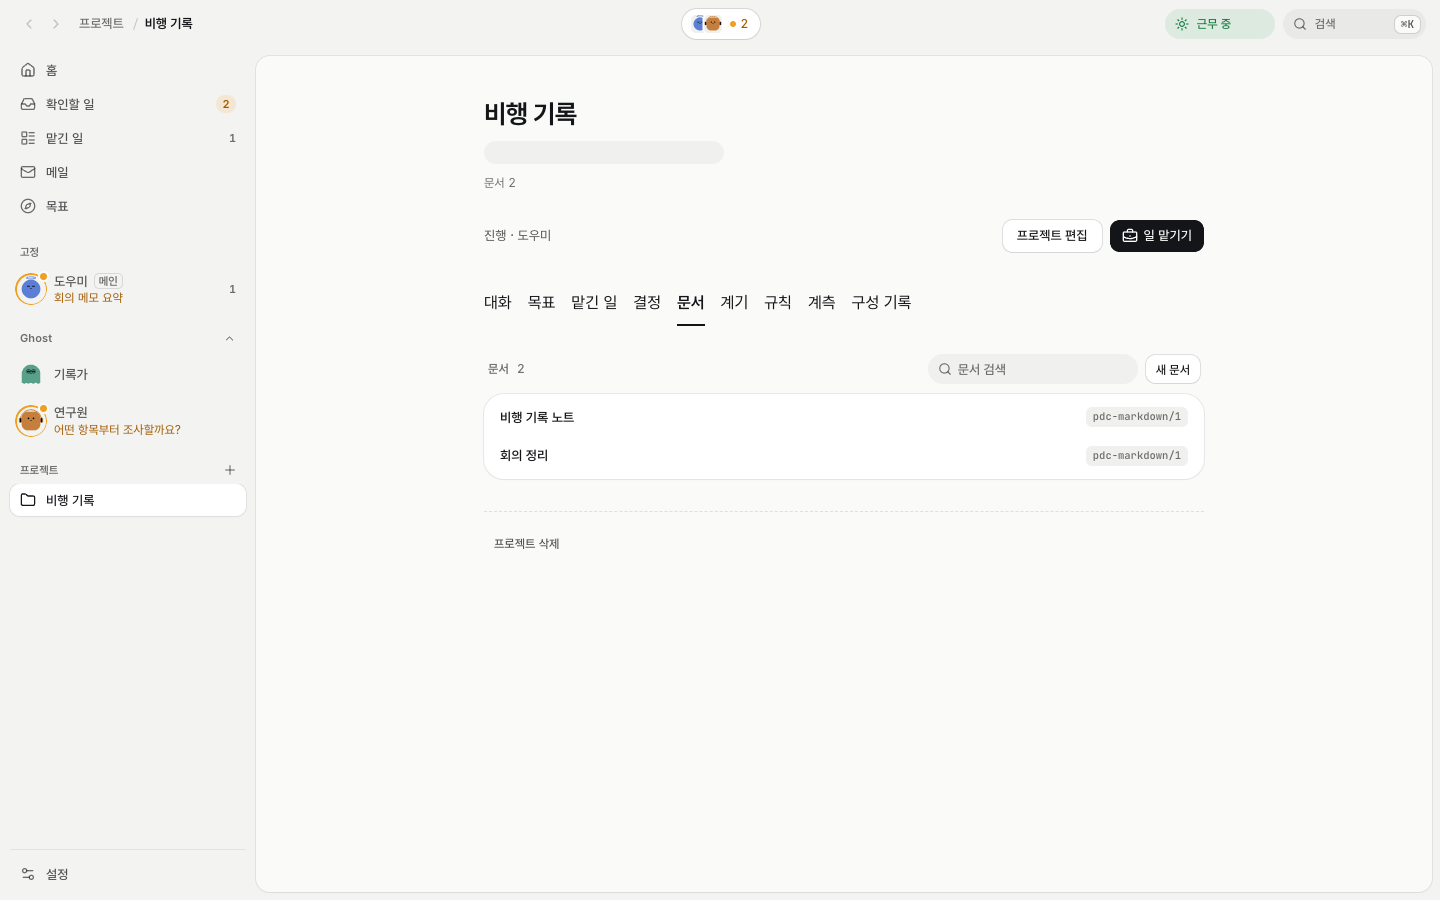 프로젝트 / 비행 기록
2
근무 중
검색
⌘K
홈
확인할 일 2
맡긴 일 1
메일
목표
고정
도우미 메인
회의 메모 요약
1
Ghost
기록가
연구원
어떤 항목부터 조사할까요?
프로젝트
비행 기록
설정
비행 기록
문서 2
진행 · 도우미
프로젝트 편집
일 맡기기
대화 목표 맡긴 일 결정 문서 계기 규칙 계측 구성 기록
문서 2
문서 검색
새 문서
비행 기록 노트 pdc-markdown/1
회의 정리 pdc-markdown/1
프로젝트 삭제